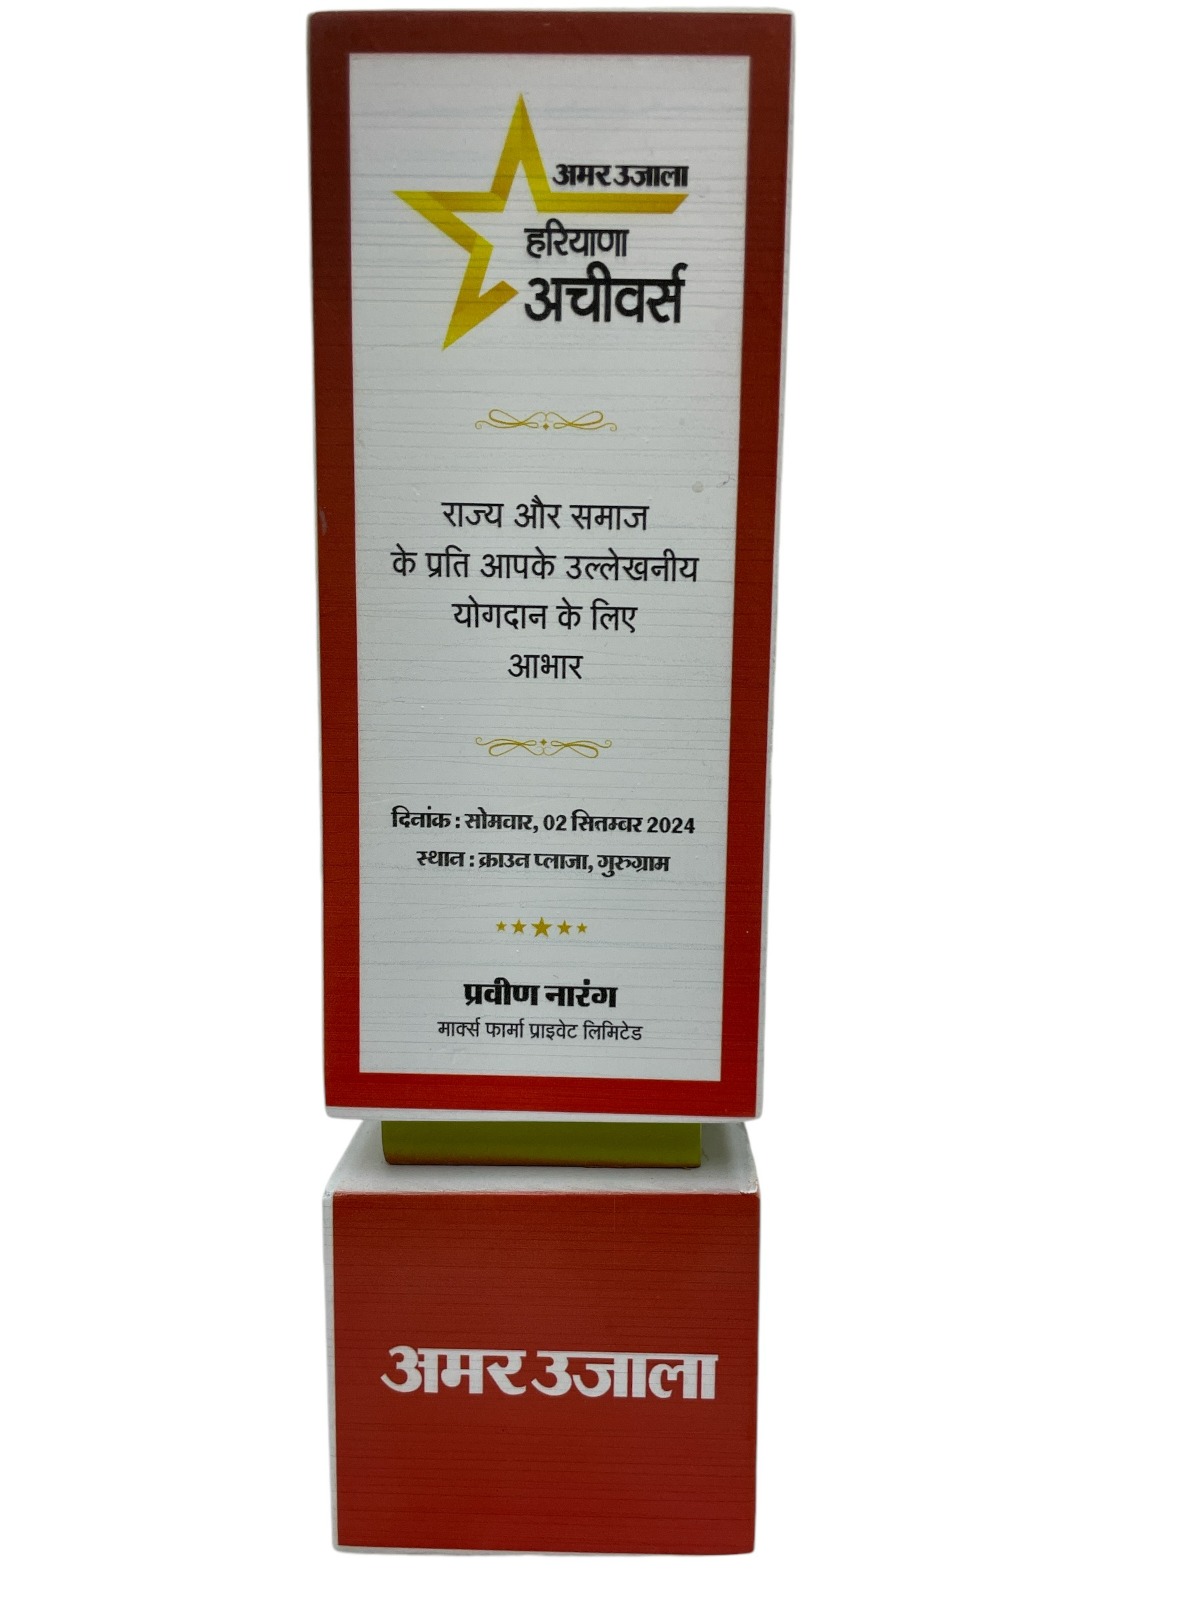 अमर उजाला
हरियाणा
अचीवर्स
राज्य और समाज
के प्रति आपके उल्लेखनीय
योगदान के लिए
आभार
दिनांक : सोमवार, 02 सितम्बर 2024
स्थान : क्राउन प्लाजा, गुरुग्राम
प्रवीण नारंग
मार्क्स फार्मा प्राइवेट लिमिटेड
अमर उजाला